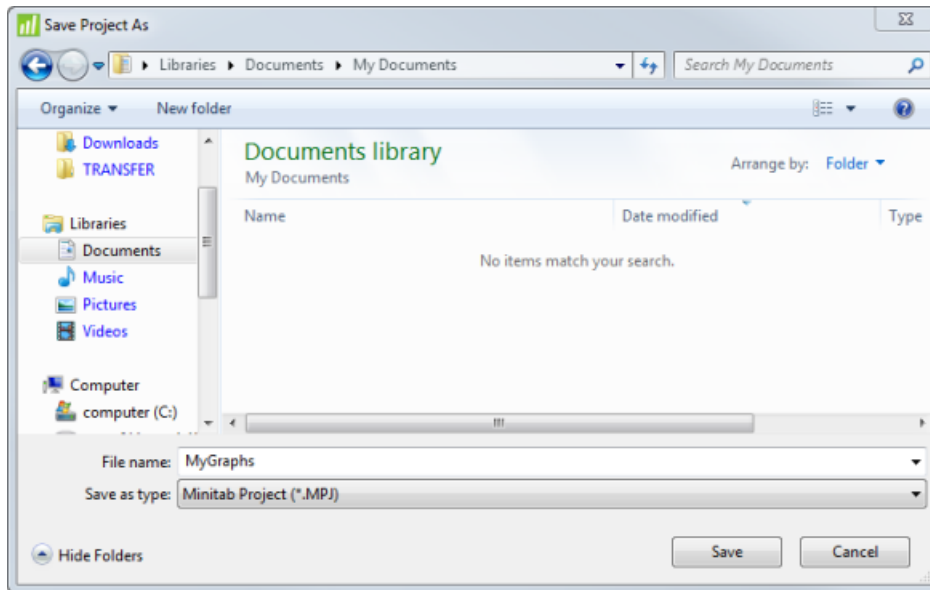 Save Project As
Libraries Documents My Documents
Search My Documents
Organize New folder
Downloads
TRANSFER
Libraries
Documents
Music
Pictures
Videos
Computer
computer (C:)
Documents library
My Documents
Arrange by: Folder
Name Date modified Type
No items match your search.
File name: MyGraphs
Save as type: Minitab Project (*.MPJ)
Hide Folders Save Cancel